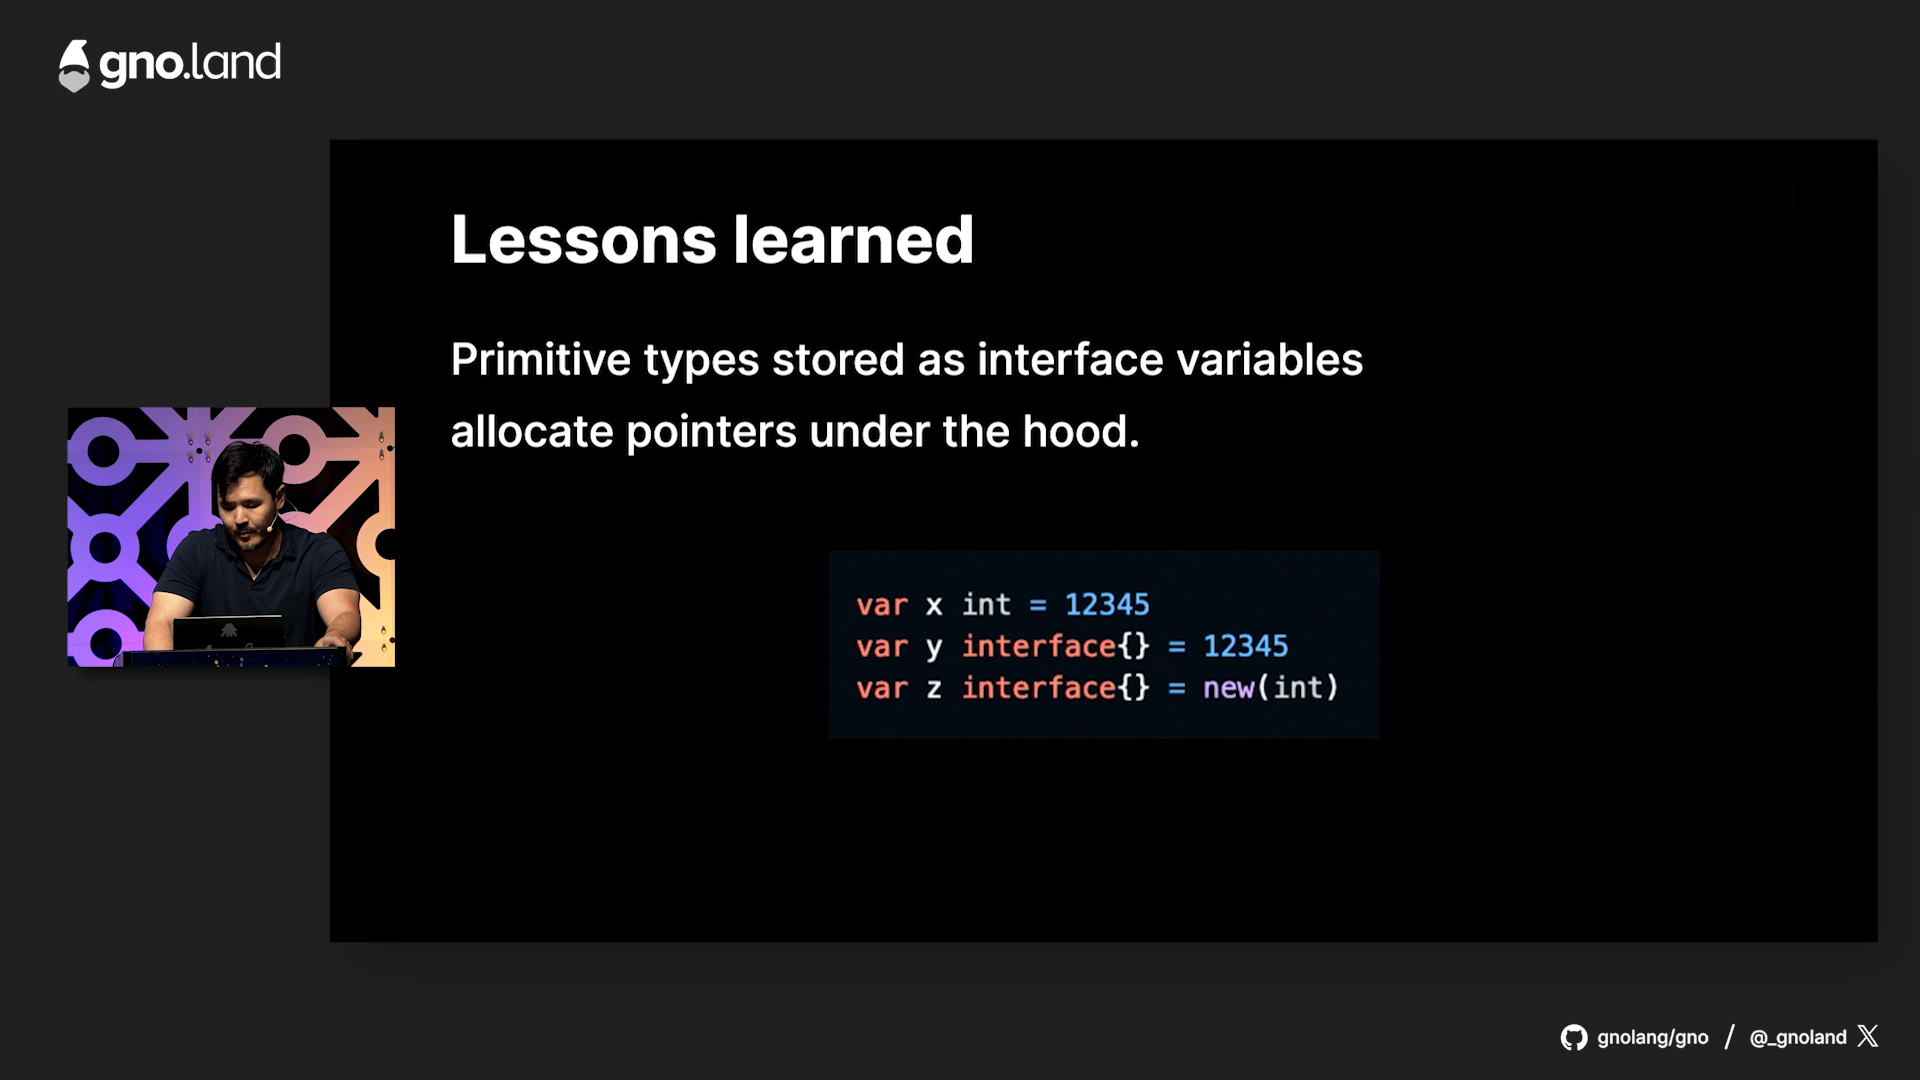 gno.land
Lessons learned
Primitive types stored as interface variables
allocate pointers under the hood.
var x int = 12345
var y interface{} = 12345
var z interface{} = new(int)
gnolang/gno / @_gnoland X